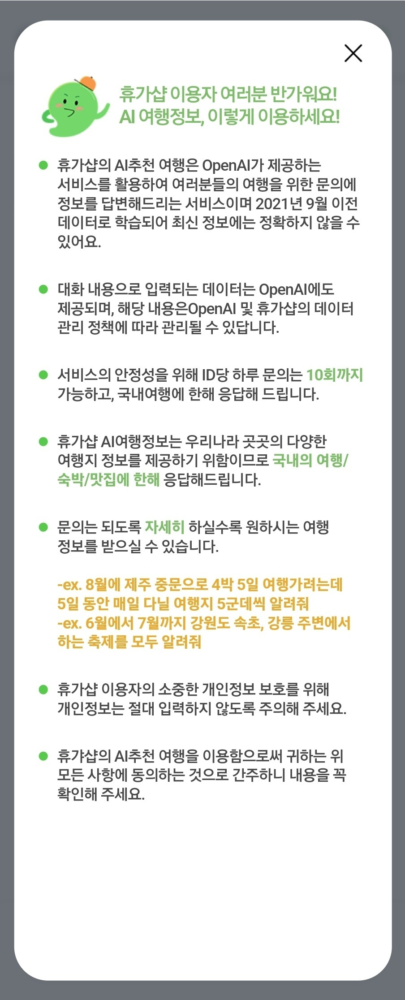 휴가샵 이용자 여러분 반가워요!
AI 여행정보, 이렇게 이용하세요!
휴가샵의 AI추천 여행은 OpenAI가 제공하는
서비스를 활용하여 여러분들의 여행을 위한 문의에
정보를 답변해드리는 서비스이며 2021년 9월 이전
데이터로 학습되어 최신 정보에는 정확하지 않을 수
있어요.
대화 내용으로 입력되는 데이터는 OpenAI에도
제공되며, 해당 내용은OpenAI 및 휴가샵의 데이터
관리 정책에 따라 관리될 수 있답니다.
서비스의 안정성을 위해 ID당 하루 문의는 10회까지
가능하고, 국내여행에 한해 응답해 드립니다.
휴가샵 AI여행정보는 우리나라 곳곳의 다양한
여행지 정보를 제공하기 위함이므로 국내의 여행/
숙박/맛집에 한해 응답해드립니다.
문의는 되도록 자세히 하실수록 원하시는 여행
정보를 받으실 수 있습니다.
-ex. 8월에 제주 중문으로 4박 5일 여행가려는데
5일 동안 매일 다닐 여행지 5군데씩 알려줘
-ex. 6월에서 7월까지 강원도 속초, 강릉 주변에서
하는 축제를 모두 알려줘
휴가샵 이용자의 소중한 개인정보 보호를 위해
개인정보는 절대 입력하지 않도록 주의해 주세요.
휴갸샵의 AI추천 여행을 이용함으로써 귀하는 위
모든 사항에 동의하는 것으로 간주하니 내용을 꼭
확인해 주세요.